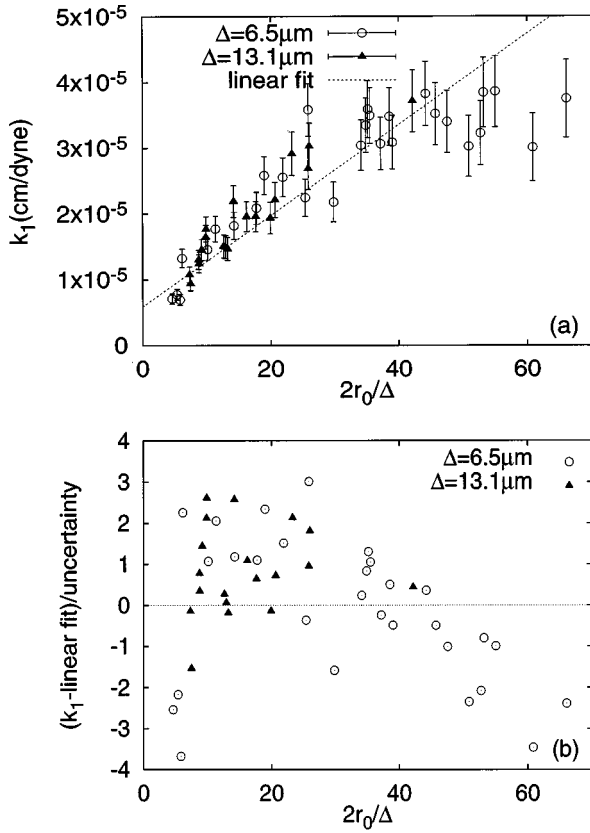 5x10-5
4x10-5
3x10-5
2x10-5
1x10-5
0
k1(cm/dyne)
Δ=6.5μm
Δ=13.1μm
linear fit
(a)
0 20 40 60
2r0/Δ
4
3
2
1
0
-1
-2
-3
-4
(k1-linear fit)/uncertainty
Δ=6.5μm
Δ=13.1μm
(b)
0 20 40 60
2r0/Δ